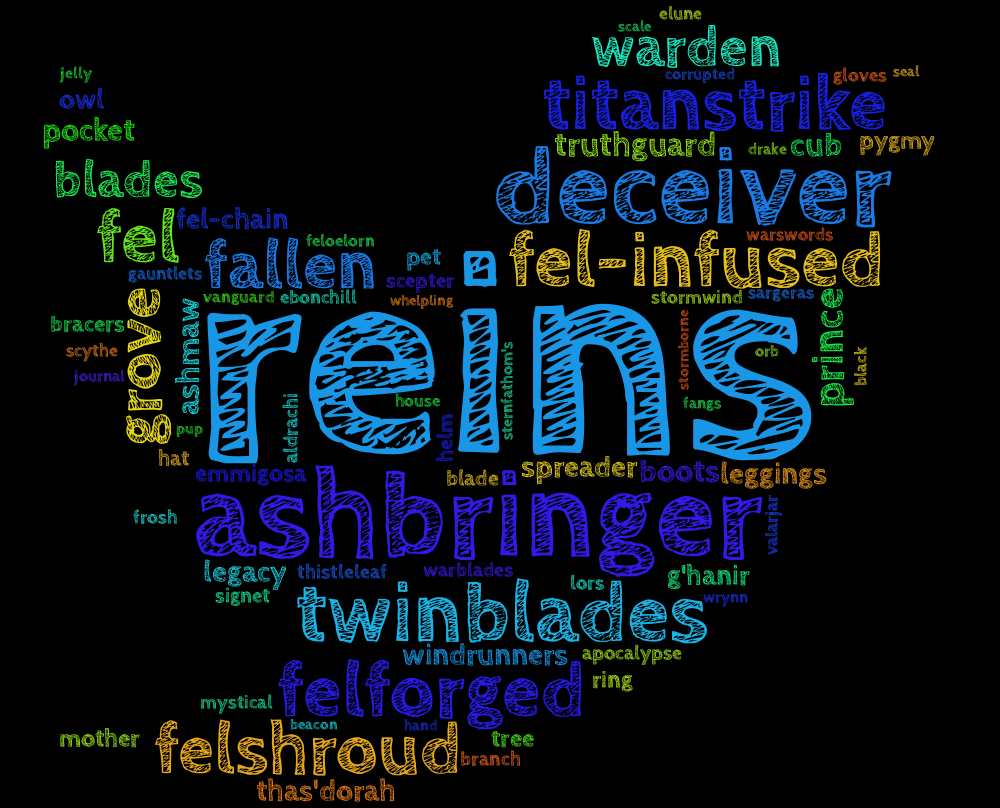 elune
scale
warden
jelly
corrupted
gloves
seal
owl
titanstrike
pocket
truthguard
drake
cub
pygmy
blades
deceiver
fel
fel-chain
feloelorn
warswords
fallen
pet
fel-infused
gauntlets
scepter
vanguard
ebonchill
whelpling
stormwind
sargeras
grove
ashmaw
reins
prince
bracers
scythe
journal
sternfathom's
stormborne
orb
black
house
fangs
pup
aldrachi
helm
hat
emmigosa
blade
spreader
boots
leggings
ashbringer
frosh
valarjar
legacy
thistleleaf
warblades
lors
g'hanir
signet
wrynn
twinblades
windrunners
apocalypse
felforged
ring
mystical
beacon
hand
mother
felshroud
tree
branch
thas'dorah